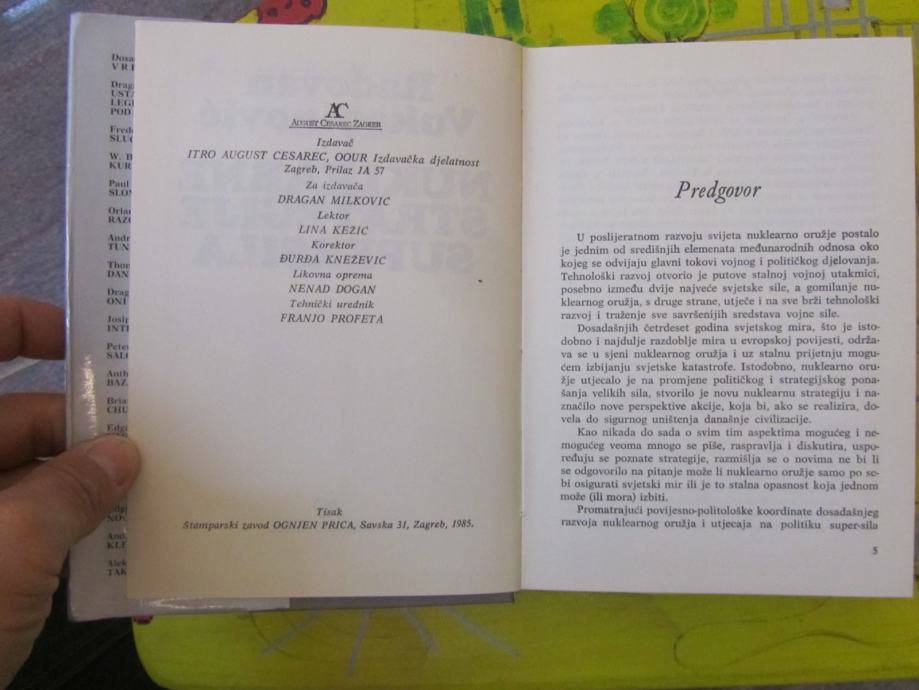 AC
AUGUST CESAREC ZAGREB
Izdavač
ITRO AUGUST CESAREC, OOUR Izdavačka djelatnost
Zagreb, Prilaz JA 57
Za izdavača
DRAGAN MILKOVIĆ
Lektor
LINA KEŽIĆ
Korektor
ĐURĐA KNEŽEVIĆ
Likovna oprema
NENAD DOGAN
Tehnički urednik
FRANJO PROFETA
Tisak
Štamparski zavod OGNJEN PRICA, Savska 31, Zagreb, 1985.
Predgovor
U poslijeratnom razvoju svijeta nuklearno oružje postalo
je jednim od središnjih elemenata međunarodnih odnosa oko
kojeg se odvijaju glavni tokovi vojnog i političkog djelovanja.
Tehnološki razvoj otvorio je putove stalnoj vojnoj utakmici,
posebno između dvije najveće svjetske sile, a gomilanje nu-
klearnog oružja, s druge strane, utječe i na sve brži tehnološki
razvoj i traženje sve savršenijih sredstava vojne sile.
Dosadašnjih četrdeset godina svjetskog mira, što je isto-
dobno i najdulje razdoblje mira u evropskoj povijesti, održa-
va se u sjeni nuklearnog oružja i uz stalnu prijetnju mogu-
ćem izbijanju svjetske katastrofe. Istodobno, nuklearno oru-
žje utjecalo je na promjene političkog i strategijskog pona-
šanja velikih sila, stvorilo je novu nuklearnu strategiju i na-
značilo nove perspektive akcije, koja bi, ako se realizira, do-
vela do sigurnog uništenja današnje civilizacije.
Kao nikada do sada o svim tim aspektima mogućeg i ne-
mogućeg veoma mnogo se piše, raspravlja i diskutira, uspo-
ređuju se poznate strategije, razmišlja se o novima ne bi li
se odgovorilo na pitanje može li nuklearno oružje samo po se-
bi osigurati svjetski mir ili je to stalna opasnost koja jednom
može (ili mora) izbiti.
Promatrajući povijesno-politološke koordinate dosadašnjeg
razvoja nuklearnog oružja i utjecaja na politiku super-sila
5